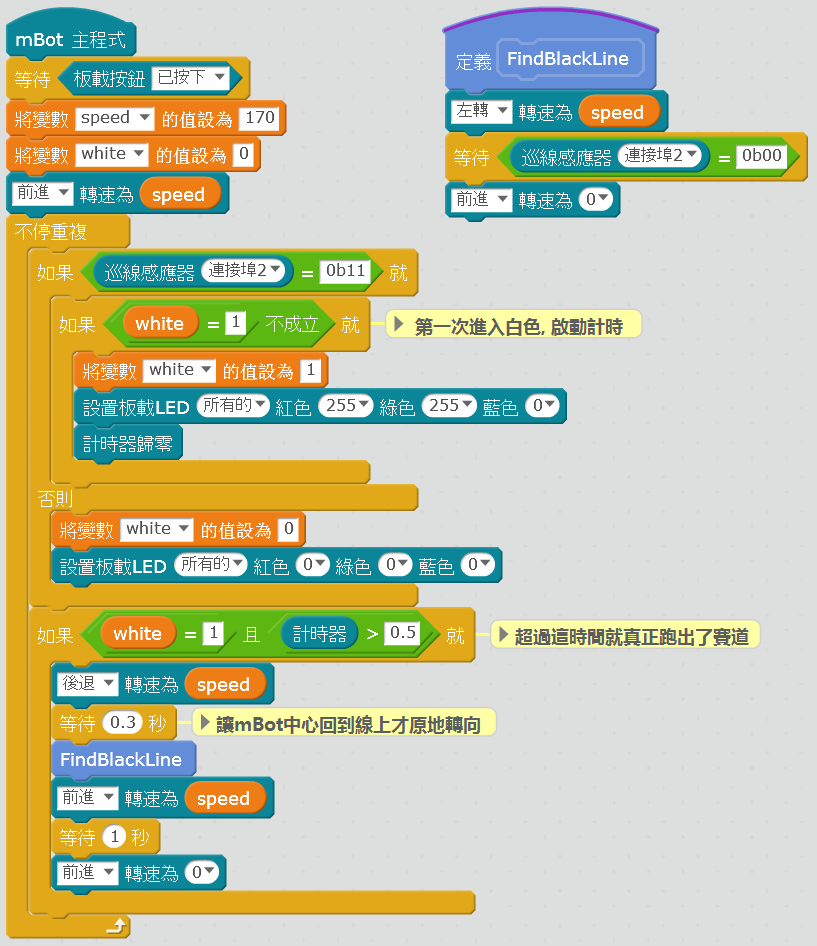 mBot 主程式
等待 板載按鈕 已按下
將變數 speed 的值設為 170
將變數 white 的值設為 0
前進 轉速為 speed
不停重複
如果 巡線感應器 連接埠2 = 0b11 就
如果 white = 1 不成立 就
第一次進入白色, 啟動計時
將變數 white 的值設為 1
設置板載LED 所有的 紅色 255 綠色 255 藍色 0
計時器歸零
否則
將變數 white 的值設為 0
設置板載LED 所有的 紅色 0 綠色 0 藍色 0
如果 white = 1 且 計時器 > 0.5 就
超過這時間就真正跑出了賽道
後退 轉速為 speed
等待 0.3 秒
讓mBot中心回到線上才原地轉向
FindBlackLine
前進 轉速為 speed
等待 1 秒
前進 轉速為 0
定義 FindBlackLine
左轉 轉速為 speed
等待 巡線感應器 連接埠2 = 0b00
前進 轉速為 0